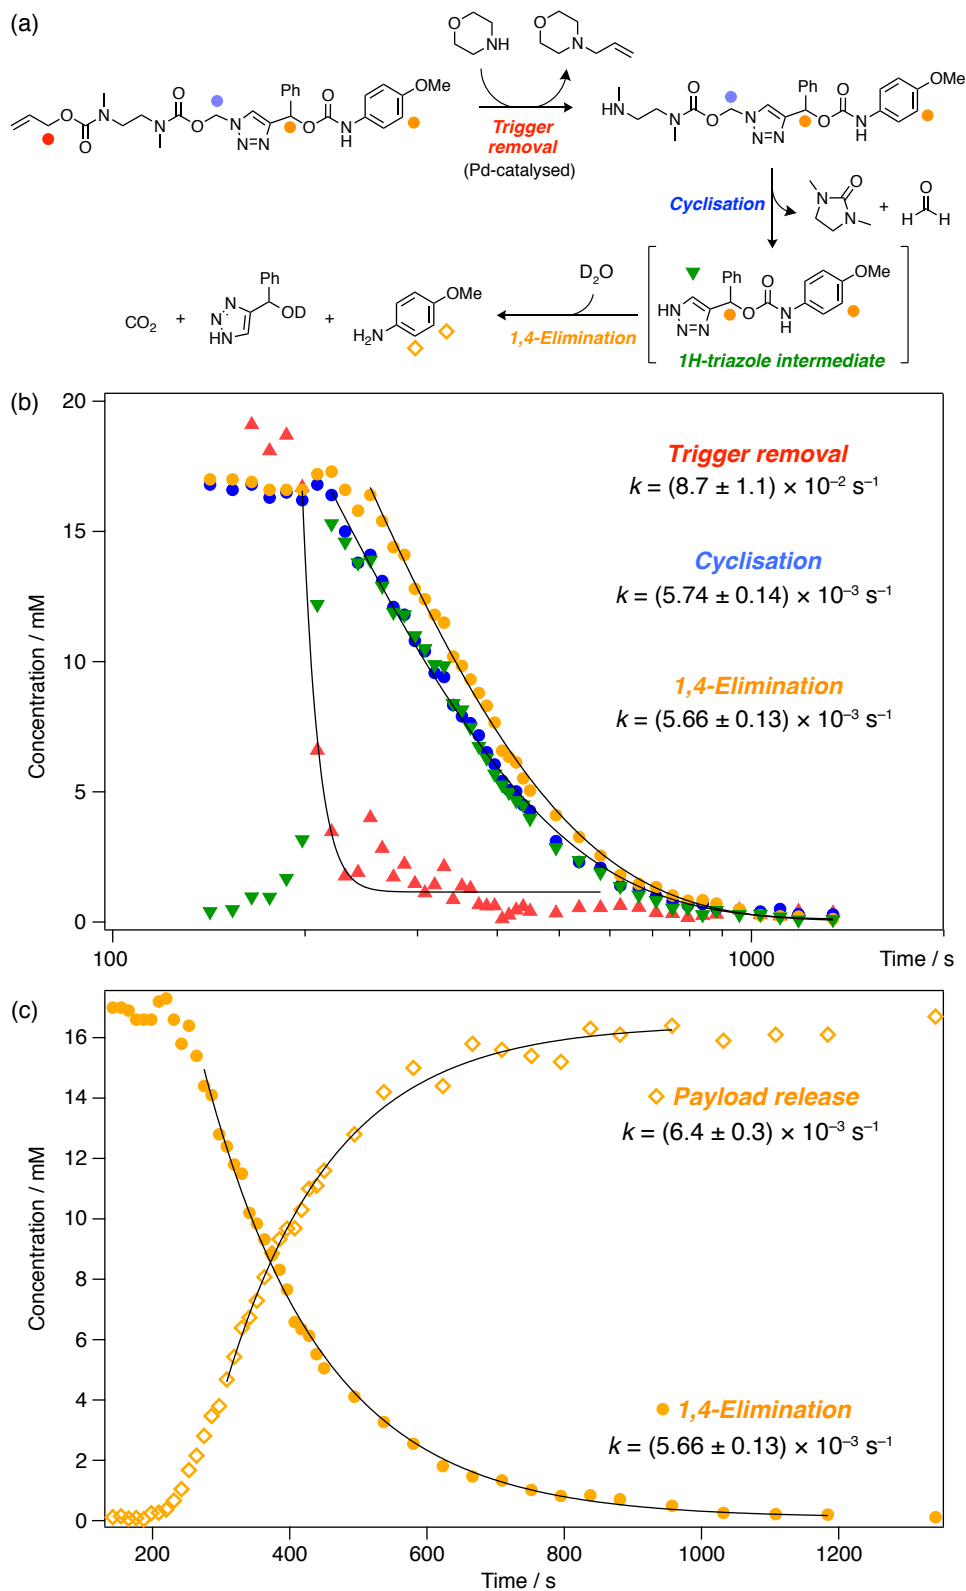 (a)
O
NH
O
N
O
O
N
N
O
O
N
N=N
Ph
O
O
N
H
OMe
Trigger
removal
(Pd-catalysed)
HN
N
O
O
N
N=N
Ph
O
O
N
H
OMe
Cyclisation
N
O
N
+
O
H
H
HN
N=N
Ph
O
O
N
H
OMe
1H-triazole intermediate
D2O
1,4-Elimination
CO2
+
N
N
HN
Ph
OD
+
H2N
OMe
(b)
20
15
10
5
0
Concentration / mM
100
1000
Time / s
Trigger removal
k = (8.7 ± 1.1) × 10–2 s–1
Cyclisation
k = (5.74 ± 0.14) × 10–3 s–1
1,4-Elimination
k = (5.66 ± 0.13) × 10–3 s–1
(c)
16
14
12
10
8
6
4
2
0
Concentration / mM
200
400
600
800
1000
1200
Time / s
Payload release
k = (6.4 ± 0.3) × 10–3 s–1
1,4-Elimination
k = (5.66 ± 0.13) × 10–3 s–1